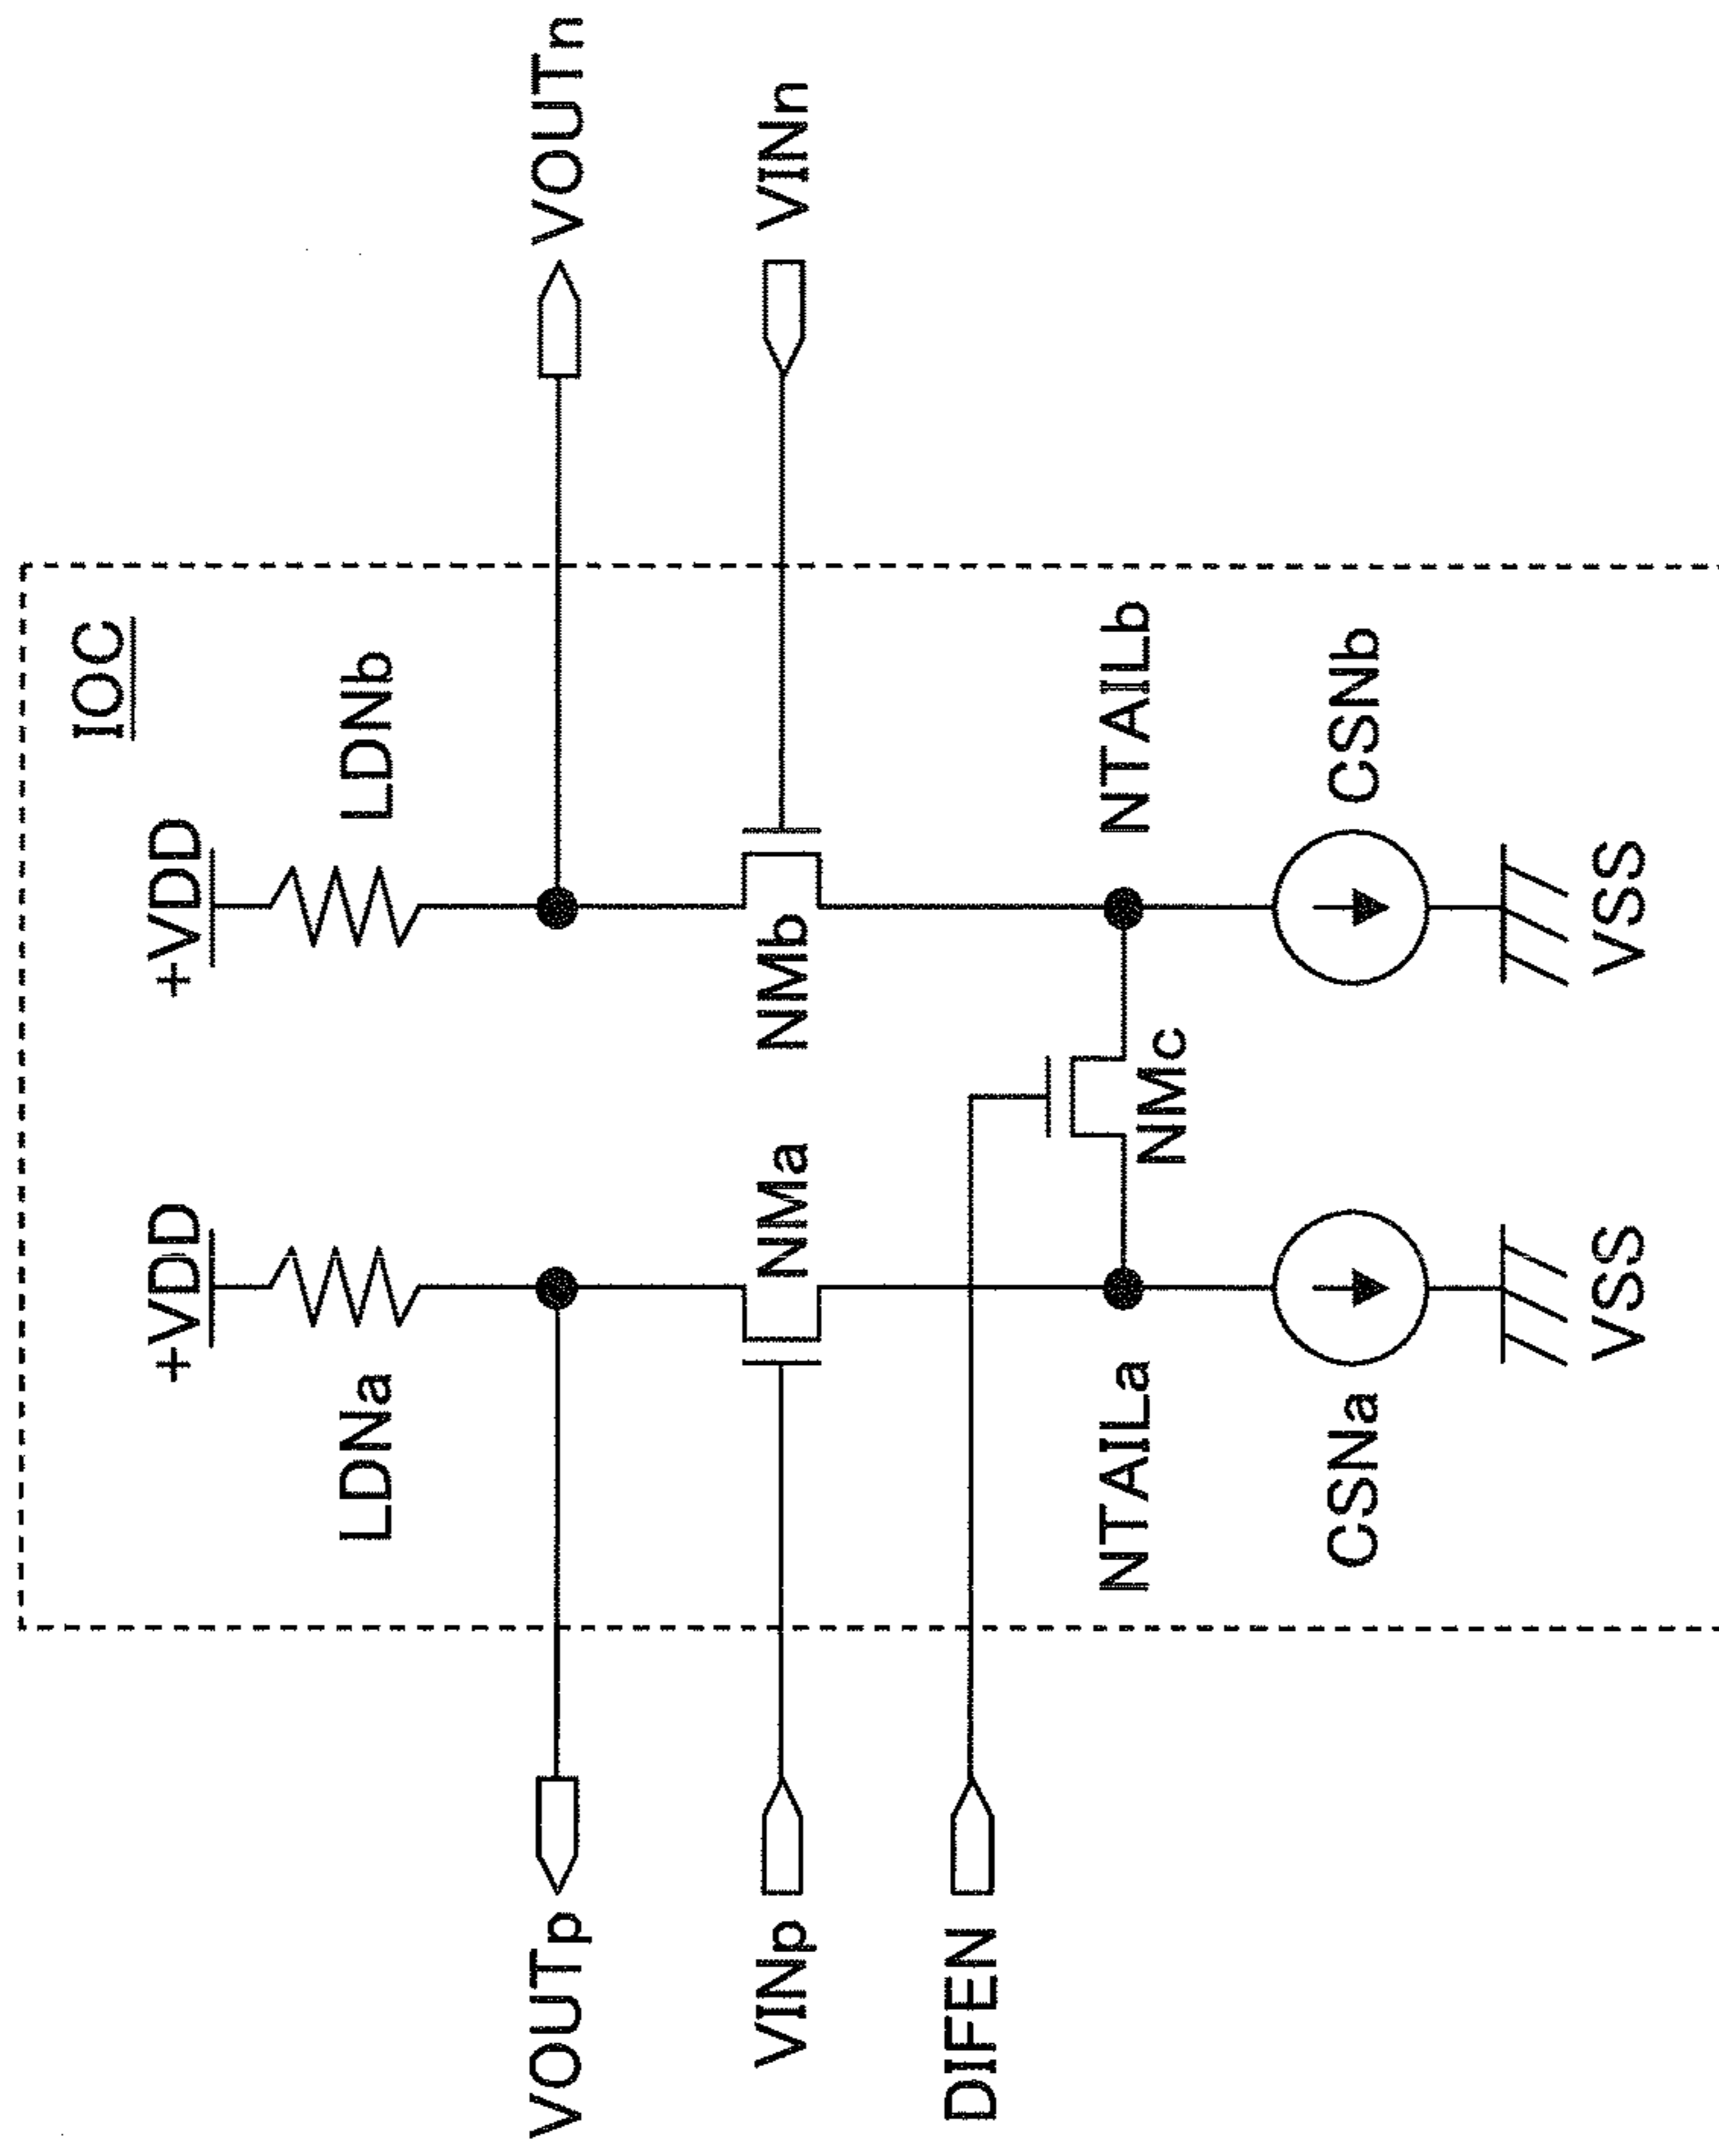 IOC
+VDD
+VDD
LDNa
LDNb
VOUTp
VOUTn
VINp
NMa
NMb
VINn
DIFEN
NMc
NTAILa
NTAILb
CSNa
CSNb
VSS
VSS